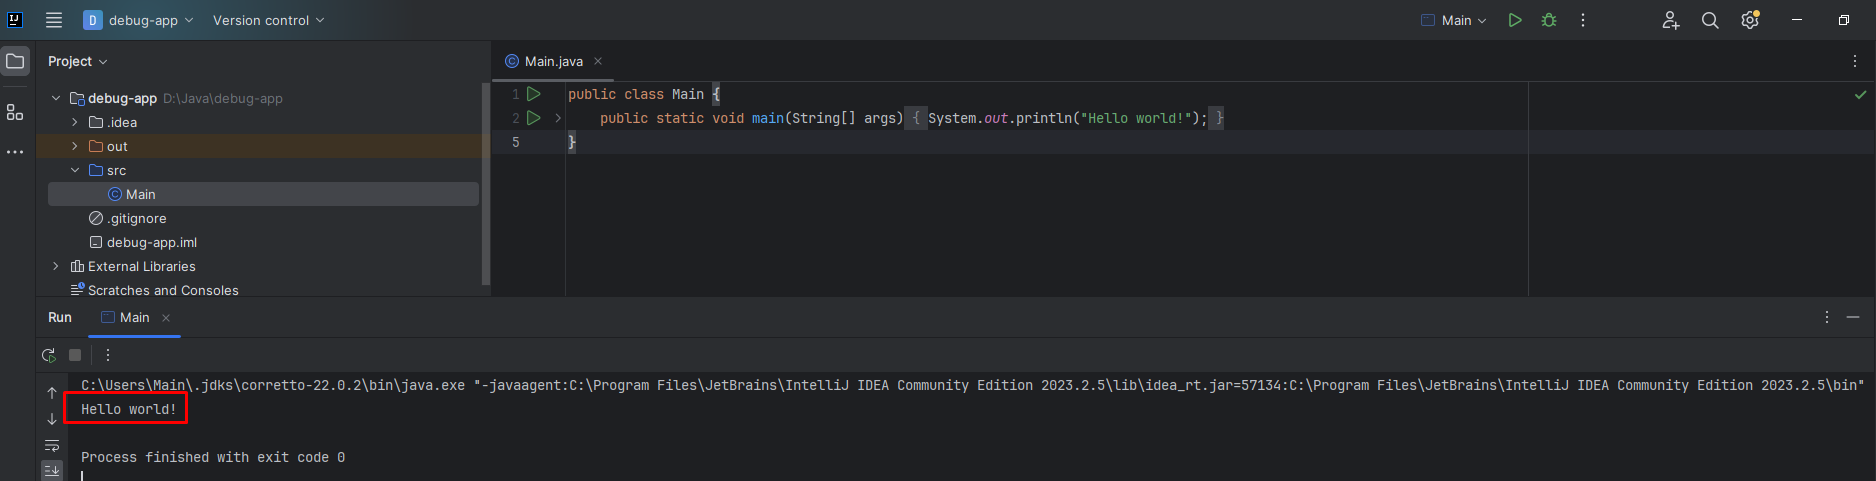 IJ
D debug-app Version control Main
Project
Main.java
debug-app D:\Java\debug-app
.idea
out
src
Main
.gitignore
debug-app.iml
External Libraries
Scratches and Consoles
1 public class Main {
2 public static void main(String[] args) { System.out.println("Hello world!"); }
5 }
Run Main
C:\Users\Main\.jdks\corretto-22.0.2\bin\java.exe "-javaagent:C:\Program Files\JetBrains\IntelliJ IDEA Community Edition 2023.2.5\lib\idea_rt.jar=57134:C:\Program Files\JetBrains\IntelliJ IDEA Community Edition 2023.2.5\bin"
Hello world!
Process finished with exit code 0